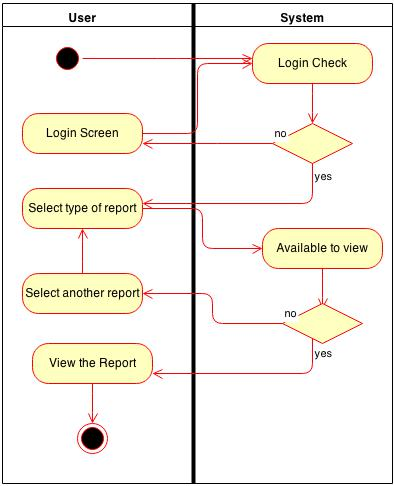 User
System
Login Check
no
Login Screen
yes
Select type of report
Available to view
Select another report
no
yes
View the Report